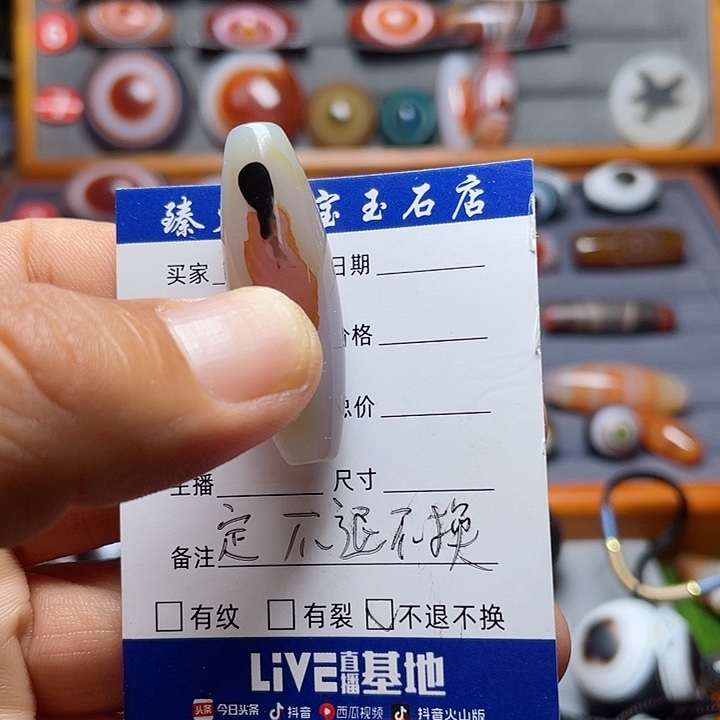 臻 宝玉石店
买家 日期
价格
总价
主播 尺寸
备注 定 不退不换
有纹 有裂 不退不换
LiVE直播基地
头条 今日头条 抖音 西瓜视频 抖音火山版